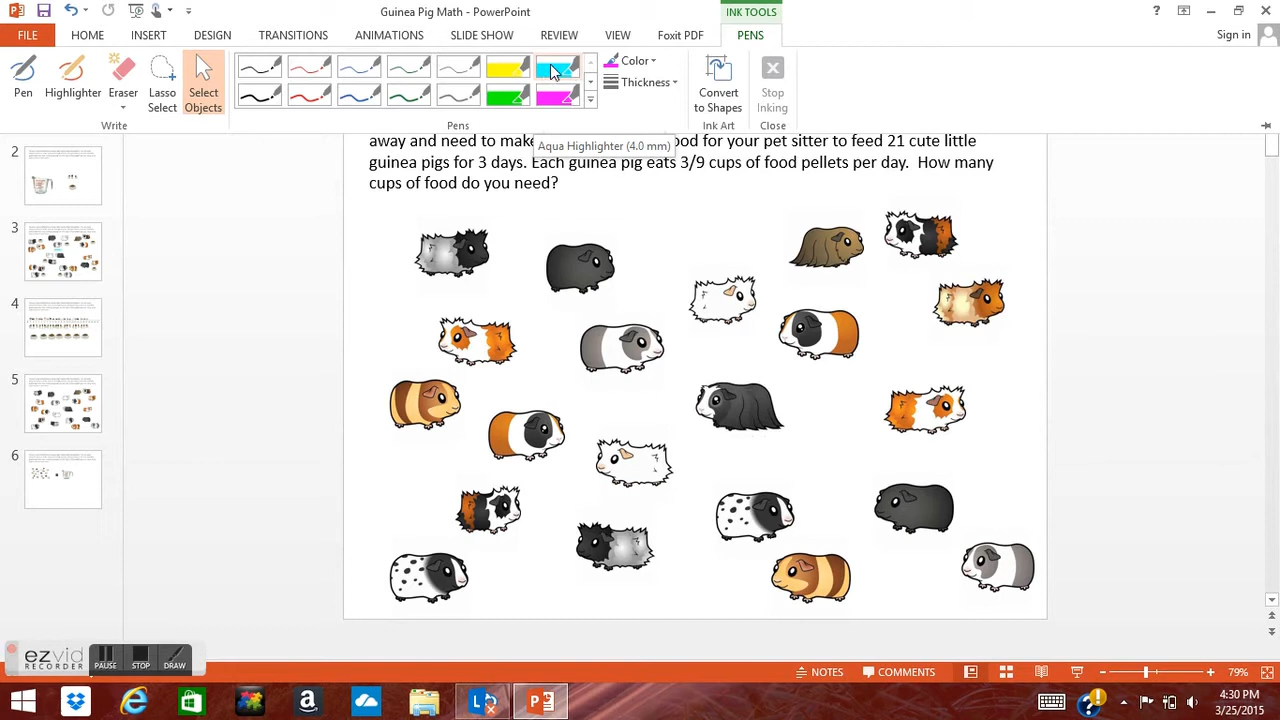 Guinea Pig Math - PowerPoint
INK TOOLS
?
FILE HOME INSERT DESIGN TRANSITIONS ANIMATIONS SLIDE SHOW REVIEW VIEW Foxit PDF PENS Sign in
Pen Highlighter Eraser Lasso Select Select Objects
Color
Thickness
Convert to Shapes Stop Inking
Write Pens Ink Art Close
Aqua Highlighter (4.0 mm)
away and need to make ood for your pet sitter to feed 21 cute little
guinea pigs for 3 days. Each guinea pig eats 3/9 cups of food pellets per day. How many
cups of food do you need?
2
3
4
5
6
ezvid
RECORDER
PAUSE STOP DRAW
NOTES COMMENTS 79%
4:30 PM
3/25/2015